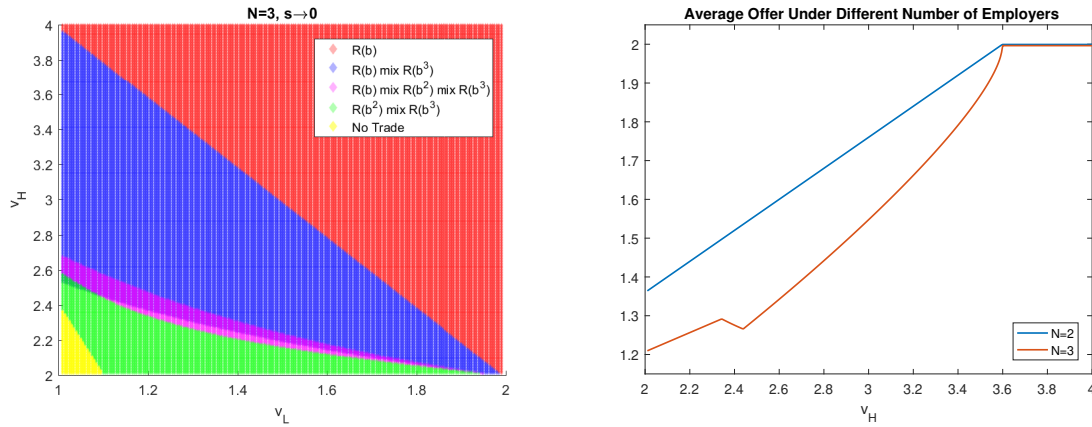 N=3, s→0
4
3.8
3.6
3.4
3.2
3
2.8
2.6
2.4
2.2
2
v_H
R(b)
R(b) mix R(b³)
R(b) mix R(b²) mix R(b³)
R(b²) mix R(b³)
No Trade
1 1.2 1.4 1.6 1.8 2
v_L
Average Offer Under Different Number of Employers
2
1.9
1.8
1.7
1.6
1.5
1.4
1.3
1.2
N=2
N=3
2 2.2 2.4 2.6 2.8 3 3.2 3.4 3.6 3.8 4
v_H